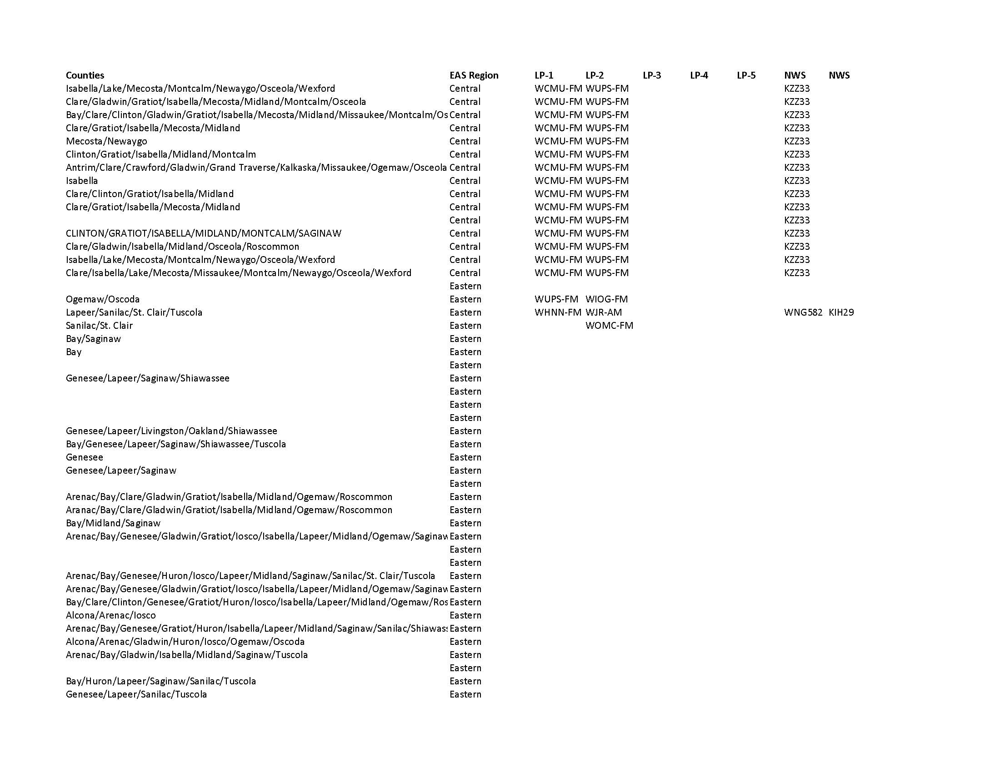 Counties EAS Region LP-1 LP-2 LP-3 LP-4 LP-5 NWS NWS
Isabella/Lake/Mecosta/Montcalm/Newaygo/Osceola/Wexford Central WCMU-FM WUPS-FM KZZ33
Clare/Gladwin/Gratiot/Isabella/Mecosta/Midland/Montcalm/Osceola Central WCMU-FM WUPS-FM KZZ33
Bay/Clare/Clinton/Gladwin/Gratiot/Isabella/Mecosta/Midland/Missaukee/Montcalm/Os Central WCMU-FM WUPS-FM KZZ33
Clare/Gratiot/Isabella/Mecosta/Midland Central WCMU-FM WUPS-FM KZZ33
Mecosta/Newaygo Central WCMU-FM WUPS-FM KZZ33
Clinton/Gratiot/Isabella/Midland/Montcalm Central WCMU-FM WUPS-FM KZZ33
Antrim/Clare/Crawford/Gladwin/Grand Traverse/Kalkaska/Missaukee/Ogemaw/Osceola Central WCMU-FM WUPS-FM KZZ33
Isabella Central WCMU-FM WUPS-FM KZZ33
Clare/Clinton/Gratiot/Isabella/Midland Central WCMU-FM WUPS-FM KZZ33
Clare/Gratiot/Isabella/Mecosta/Midland Central WCMU-FM WUPS-FM KZZ33
Central WCMU-FM WUPS-FM KZZ33
CLINTON/GRATIOT/ISABELLA/MIDLAND/MONTCALM/SAGINAW Central WCMU-FM WUPS-FM KZZ33
Clare/Gladwin/Isabella/Midland/Osceola/Roscommon Central WCMU-FM WUPS-FM KZZ33
Isabella/Lake/Mecosta/Montcalm/Newaygo/Osceola/Wexford Central WCMU-FM WUPS-FM KZZ33
Clare/Isabella/Lake/Mecosta/Missaukee/Montcalm/Newaygo/Osceola/Wexford Central WCMU-FM WUPS-FM KZZ33
Eastern
Ogemaw/Oscoda Eastern WUPS-FM WIOG-FM
Lapeer/Sanilac/St. Clair/Tuscola Eastern WHNN-FM WJR-AM WNG582 KIH29
Sanilac/St. Clair Eastern WOMC-FM
Bay/Saginaw Eastern
Bay Eastern
Eastern
Genesee/Lapeer/Saginaw/Shiawassee Eastern
Eastern
Eastern
Eastern
Genesee/Lapeer/Livingston/Oakland/Shiawassee Eastern
Bay/Genesee/Lapeer/Saginaw/Shiawassee/Tuscola Eastern
Genesee Eastern
Genesee/Lapeer/Saginaw Eastern
Eastern
Arenac/Bay/Clare/Gladwin/Gratiot/Isabella/Midland/Ogemaw/Roscommon Eastern
Aranac/Bay/Clare/Gladwin/Gratiot/Isabella/Midland/Ogemaw/Roscommon Eastern
Bay/Midland/Saginaw Eastern
Arenac/Bay/Genesee/Gladwin/Gratiot/Iosco/Isabella/Lapeer/Midland/Ogemaw/Saginaw Eastern
Eastern
Eastern
Arenac/Bay/Genesee/Huron/Iosco/Lapeer/Midland/Saginaw/Sanilac/St. Clair/Tuscola Eastern
Arenac/Bay/Genesee/Gladwin/Gratiot/Iosco/Isabella/Lapeer/Midland/Ogemaw/Saginaw Eastern
Bay/Clare/Clinton/Genesee/Gratiot/Huron/Iosco/Isabella/Lapeer/Midland/Ogemaw/Ros Eastern
Alcona/Arenac/Iosco Eastern
Arenac/Bay/Genesee/Gratiot/Huron/Isabella/Lapeer/Midland/Saginaw/Sanilac/Shiawas Eastern
Alcona/Arenac/Gladwin/Huron/Iosco/Ogemaw/Oscoda Eastern
Arenac/Bay/Gladwin/Isabella/Midland/Saginaw/Tuscola Eastern
Eastern
Bay/Huron/Lapeer/Saginaw/Sanilac/Tuscola Eastern
Genesee/Lapeer/Sanilac/Tuscola Eastern